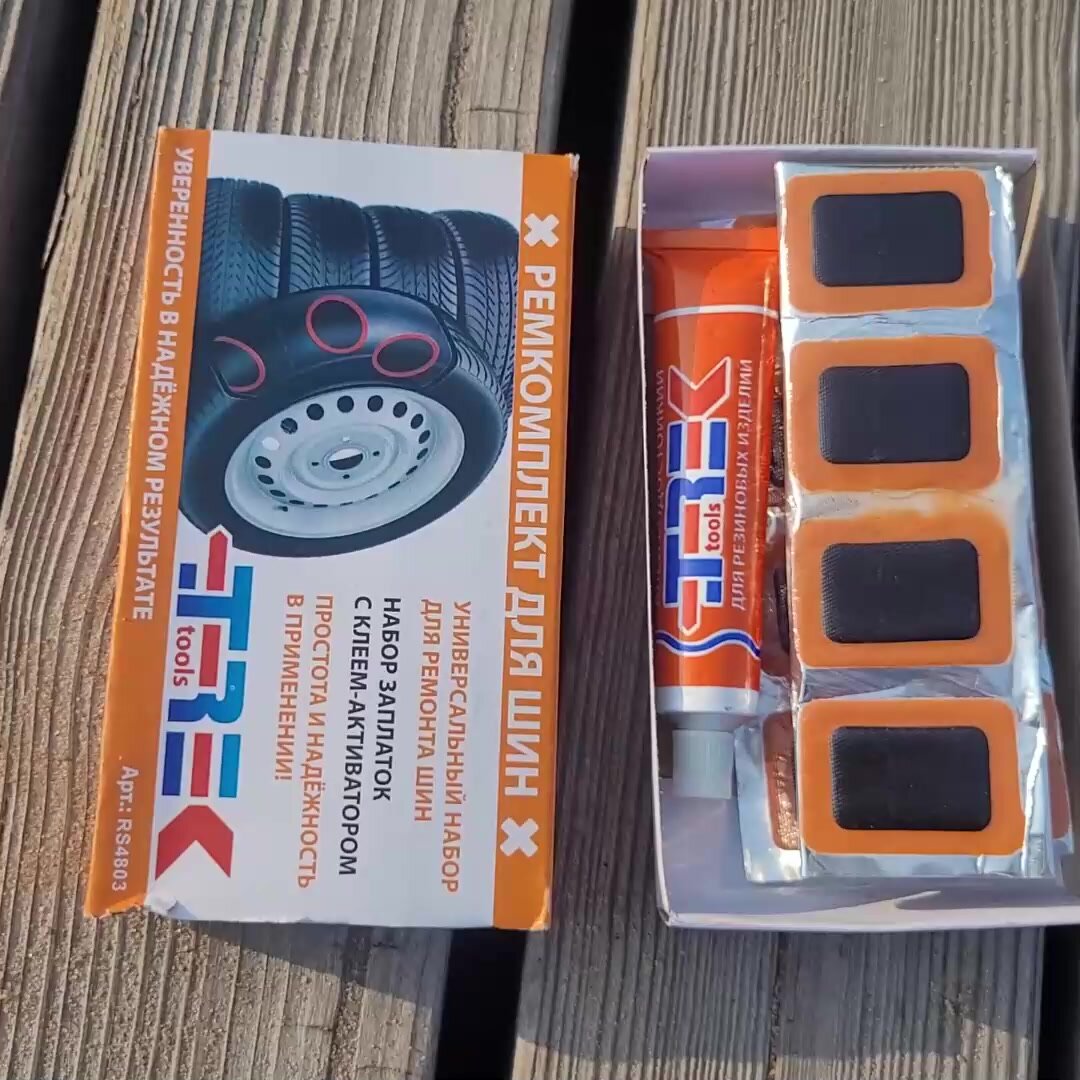 ✖ РЕМКОМПЛЕКТ ДЛЯ ШИН ✖
УНИВЕРСАЛЬНЫЙ НАБОР
ДЛЯ РЕМОНТА ШИН
НАБОР ЗАПЛАТОК
С КЛЕЕМ-АКТИВАТОРОМ
ПРОСТОТА И НАДЁЖНОСТЬ
В ПРИМЕНЕНИИ!
TREK
tools
УВЕРЕННОСТЬ В НАДЁЖНОМ РЕЗУЛЬТАТЕ
Арт.: RS4803
TREK
tools
ДЛЯ РЕЗИНОВЫХ ИЗДЕЛИЙ